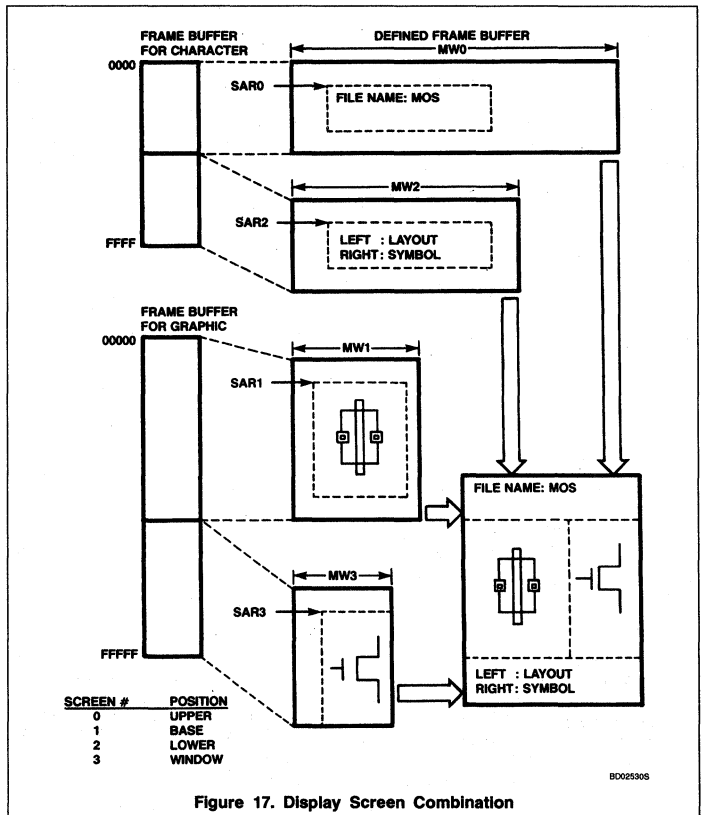 FRAME BUFFER
FOR CHARACTER
DEFINED FRAME BUFFER
MW0
0000
SAR0
FILE NAME: MOS
MW2
SAR2
LEFT : LAYOUT
RIGHT: SYMBOL
FFFF
FRAME BUFFER
FOR GRAPHIC
00000
MW1
SAR1
FILE NAME: MOS
MW3
SAR3
FFFFF
LEFT : LAYOUT
RIGHT: SYMBOL
SCREEN # POSITION
0 UPPER
1 BASE
2 LOWER
3 WINDOW
BD02530S
Figure 17. Display Screen Combination